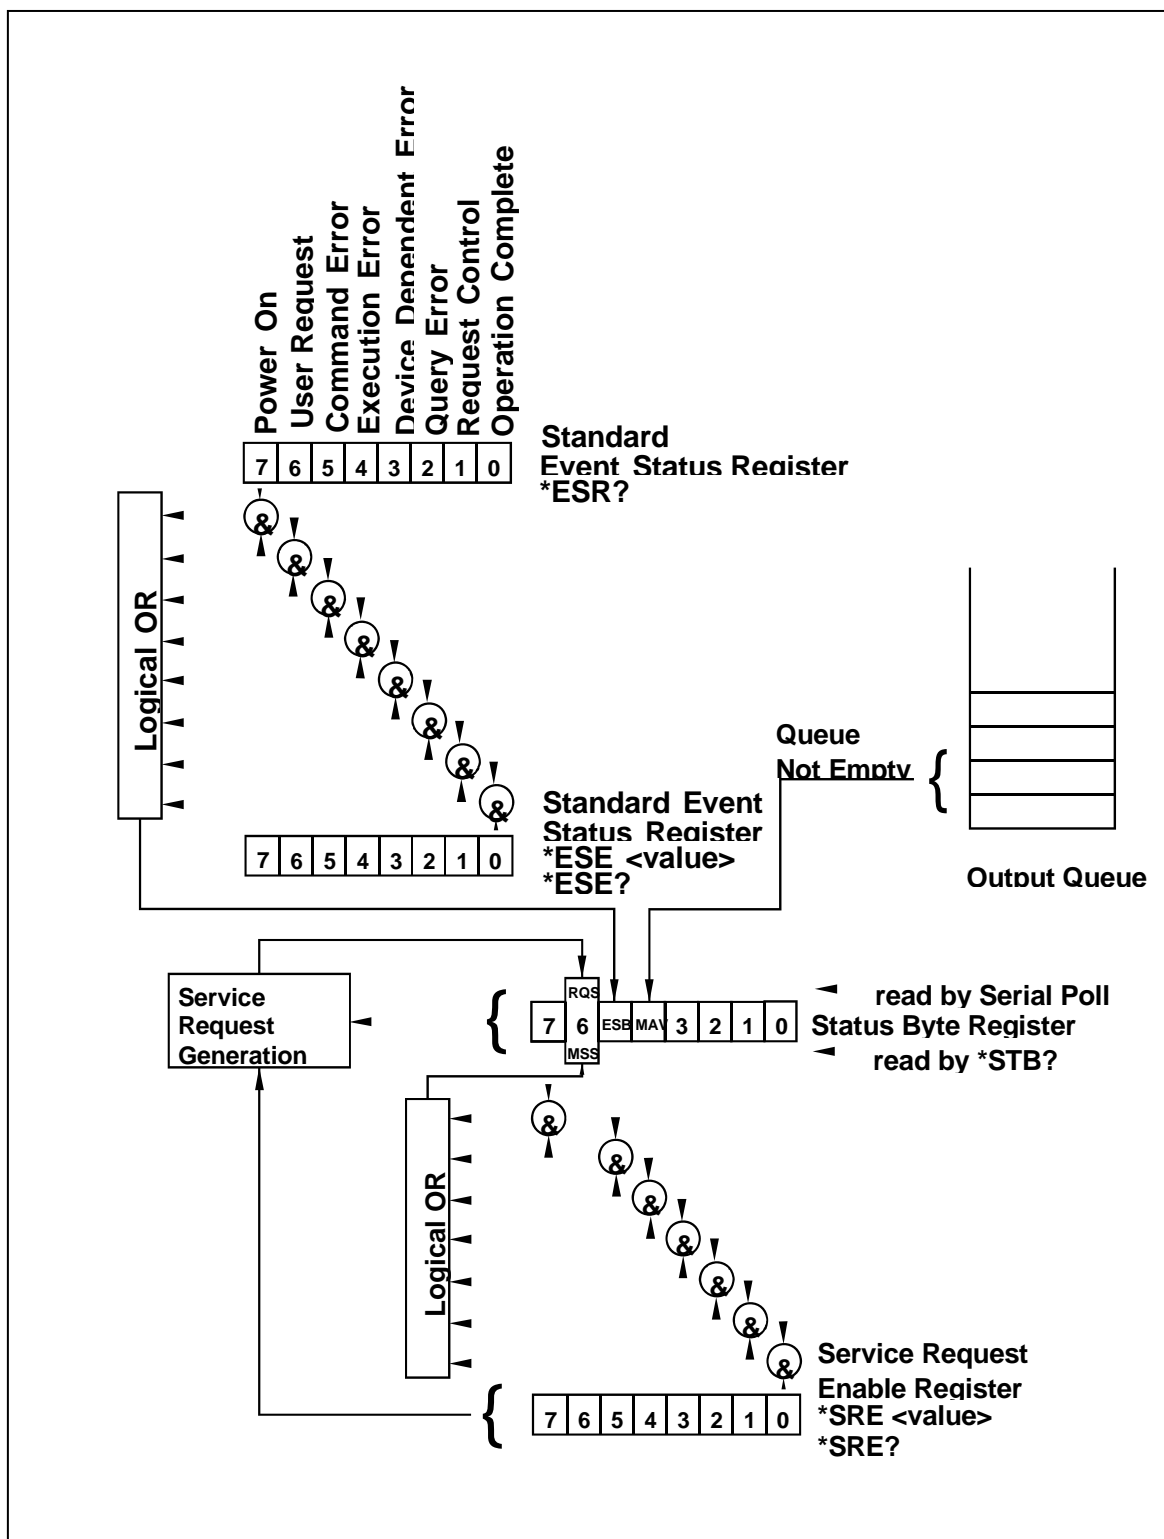 Power On
User Request
Command Error
Execution Error
Device Dependent Error
Query Error
Request Control
Operation Complete
7 6 5 4 3 2 1 0
Standard
Event Status Register
*ESR?
&
&
&
&
&
&
&
&
Logical OR
Queue
Not Empty
{
Output Queue
Standard Event
Status Register
*ESE <value>
*ESE?
7 6 5 4 3 2 1 0
Service
Request
Generation
{
RQS
7 6 ESB MAV 3 2 1 0
MSS
read by Serial Poll
Status Byte Register
read by *STB?
&
&
&
&
&
&
&
Logical OR
Service Request
Enable Register
*SRE <value>
*SRE?
{
7 6 5 4 3 2 1 0